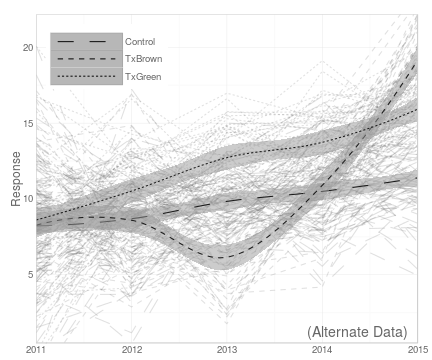 20
15
10
5
Response
Control
TxBrown
TxGreen
(Alternate Data)
2011 2012 2013 2014 2015